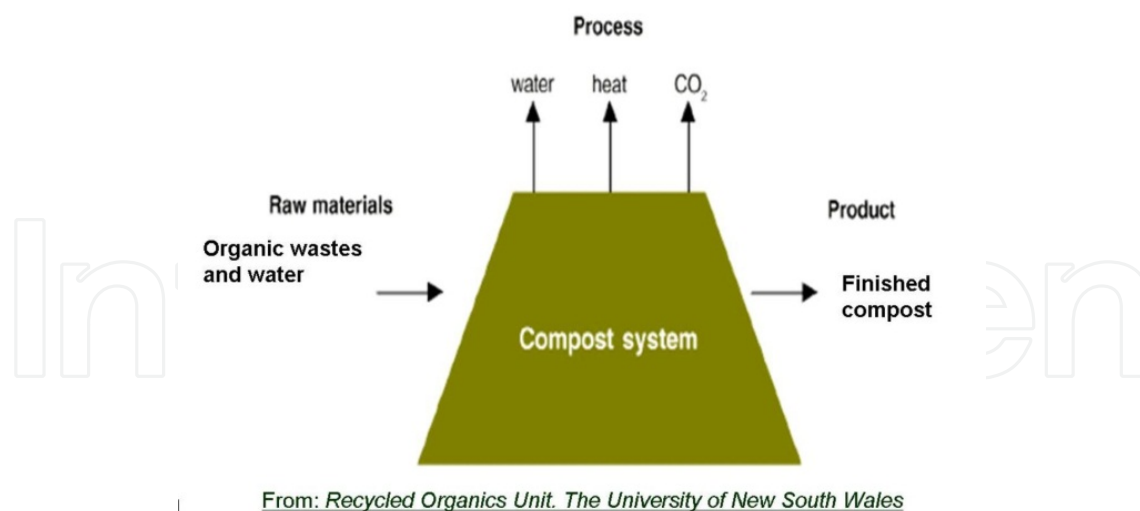 Process
water heat CO₂
Raw materials
Product
Organic wastes
and water
Finished
compost
Compost system
From: Recycled Organics Unit. The University of New South Wales